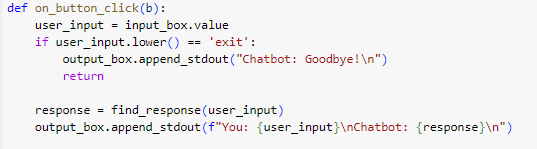 def on_button_click(b):
    user_input = input_box.value
    if user_input.lower() == 'exit':
        output_box.append_stdout("Chatbot: Goodbye!\n")
        return

    response = find_response(user_input)
    output_box.append_stdout(f"You: {user_input}\nChatbot: {response}\n")